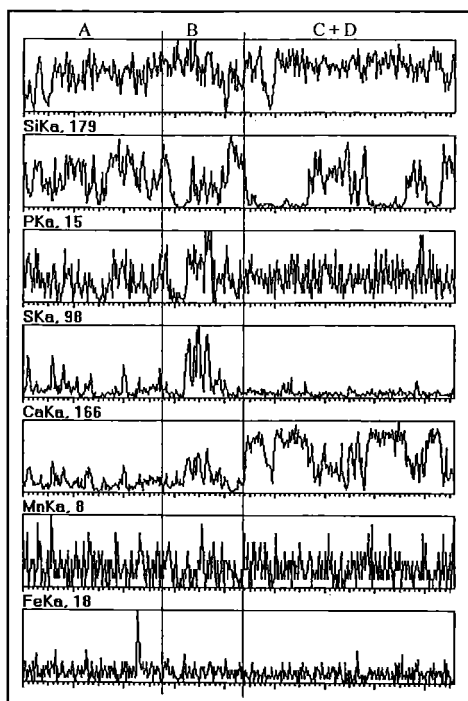 A B C + D
SiKa, 179
PKa, 15
SKa, 98
CaKa, 166
MnKa, 8
FeKa, 18